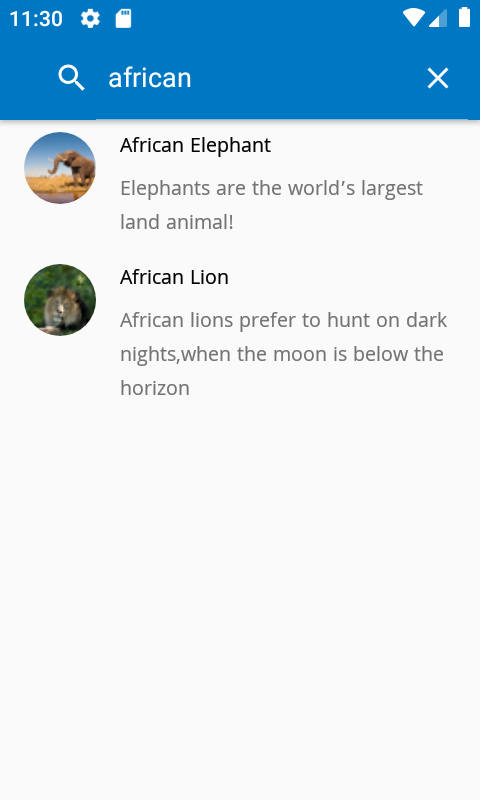 11:30
african
African Elephant
Elephants are the world’s largest
land animal!
African Lion
African lions prefer to hunt on dark
nights,when the moon is below the
horizon